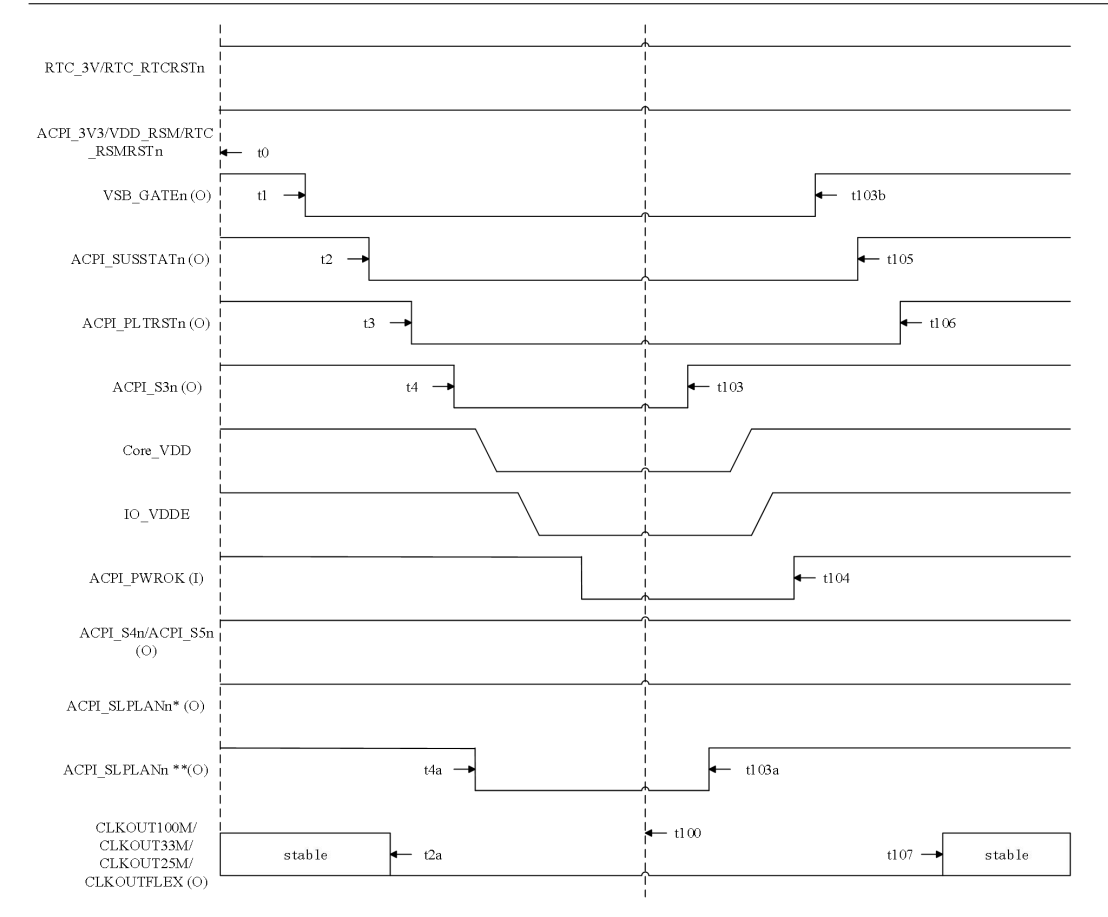 RTC_3V/RTC_RTCRSTn
ACPI_3V3/VDD_RSM/RTC
_RSMRSTn
t0
VSB_GATEn (O)
t1
t103b
ACPI_SUSSTATn (O)
t2
t105
ACPI_PLTRSTn (O)
t3
t106
ACPI_S3n (O)
t4
t103
Core_VDD
IO_VDDE
ACPI_PWROK (I)
t104
ACPI_S4n/ACPI_S5n
(O)
ACPI_SLPLANn* (O)
ACPI_SLPLANn **(O)
t4a
t103a
CLKOUT100M/
CLKOUT33M/
CLKOUT25M/
CLKOUTFLEX (O)
stable
t2a
t100
t107
stable